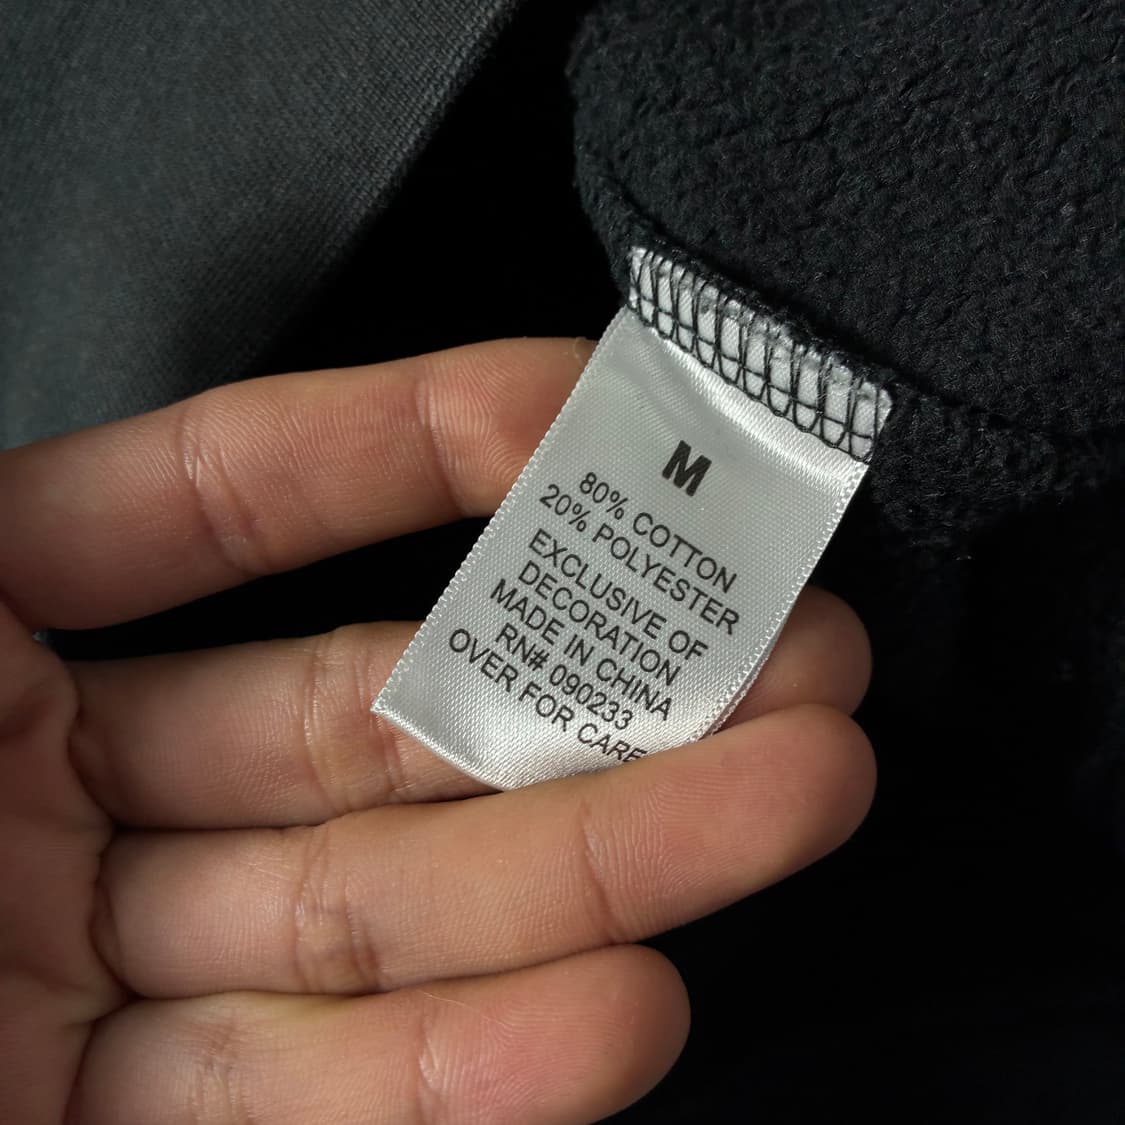 M
80% COTTON
20% POLYESTER
EXCLUSIVE OF
DECORATION
MADE IN CHINA
RN# 090233
OVER FOR CARE